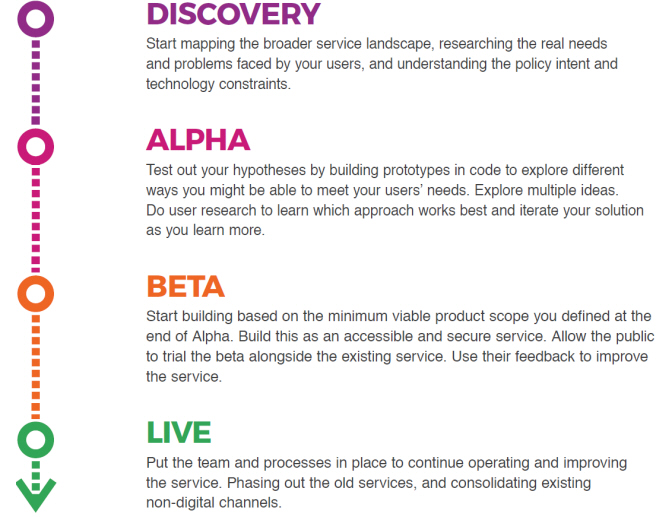 DISCOVERY
Start mapping the broader service landscape, researching the real needs
and problems faced by your users, and understanding the policy intent and
technology constraints.
ALPHA
Test out your hypotheses by building prototypes in code to explore different
ways you might be able to meet your users’ needs. Explore multiple ideas.
Do user research to learn which approach works best and iterate your solution
as you learn more.
BETA
Start building based on the minimum viable product scope you defined at the
end of Alpha. Build this as an accessible and secure service. Allow the public
to trial the beta alongside the existing service. Use their feedback to improve
the service.
LIVE
Put the team and processes in place to continue operating and improving
the service. Phasing out the old services, and consolidating existing
non-digital channels.